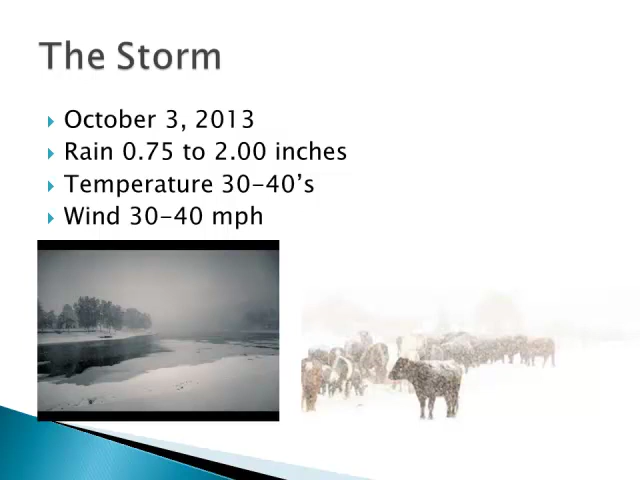 The Storm
October 3, 2013
Rain 0.75 to 2.00 inches
Temperature 30-40’s
Wind 30-40 mph